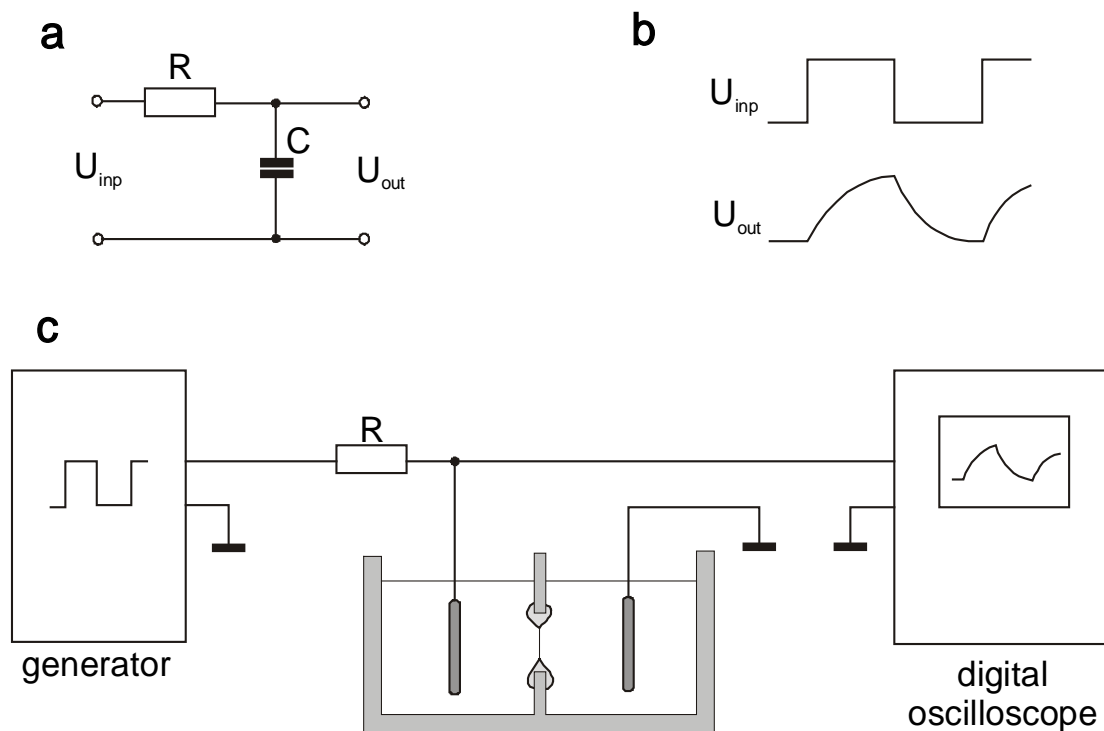 a
R
C
U inp
U out
b
U inp
U out
c
R
generator
digital
oscilloscope